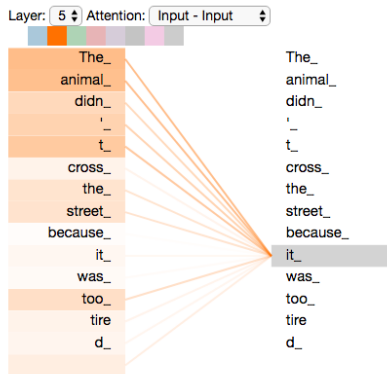 Layer: 5 Attention: Input - Input
The_ The_
animal_ animal_
didn_ didn_
'_ '_
t_ t_
cross_ cross_
the_ the_
street_ street_
because_ because_
it_ it_
was_ was_
too_ too_
tire tire
d_ d_